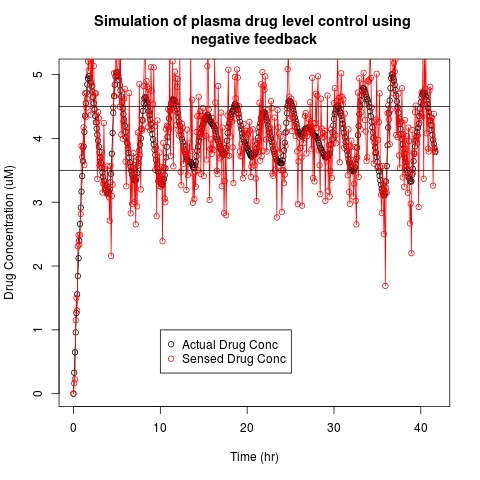 Simulation of plasma drug level control using
negative feedback
Drug Concentration (uM)
5
4
3
2
1
0
Actual Drug Conc
Sensed Drug Conc
0 10 20 30 40
Time (hr)